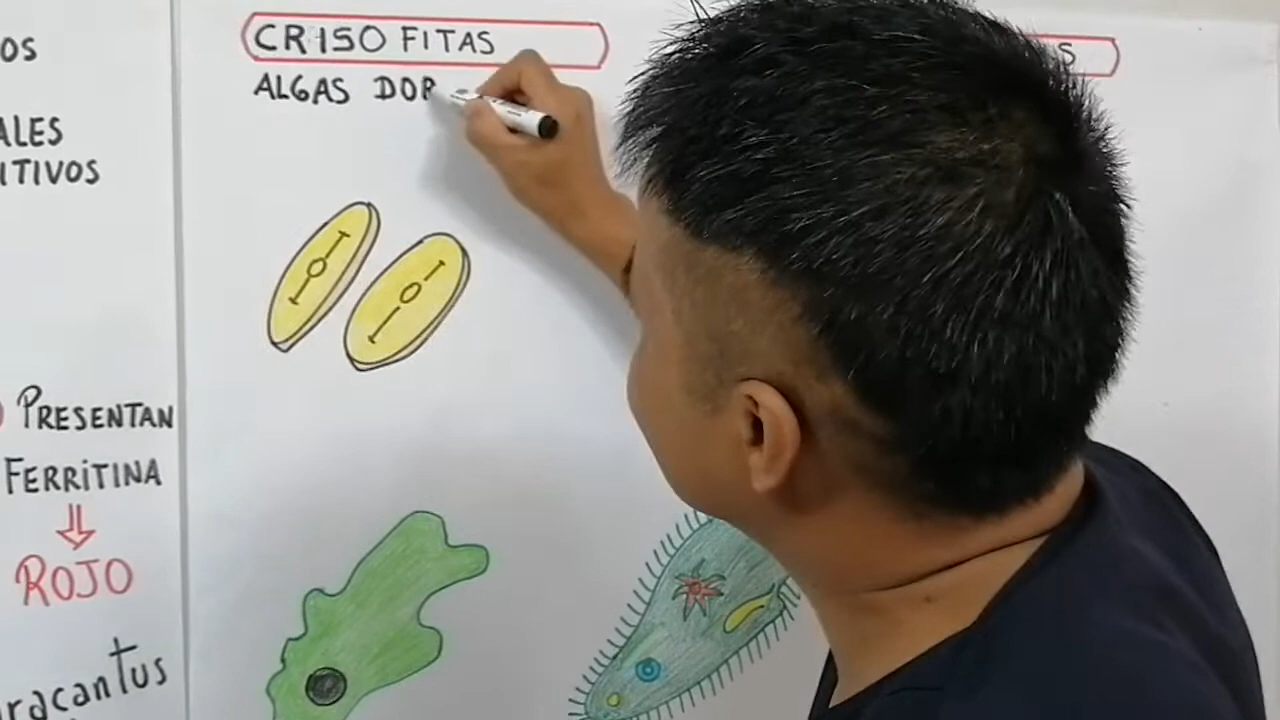 OS
ALES
ITIVOS
PRESENTAN
FERRITINA
ROJO
racantus
CRISOFITAS
ALGAS DOR
S